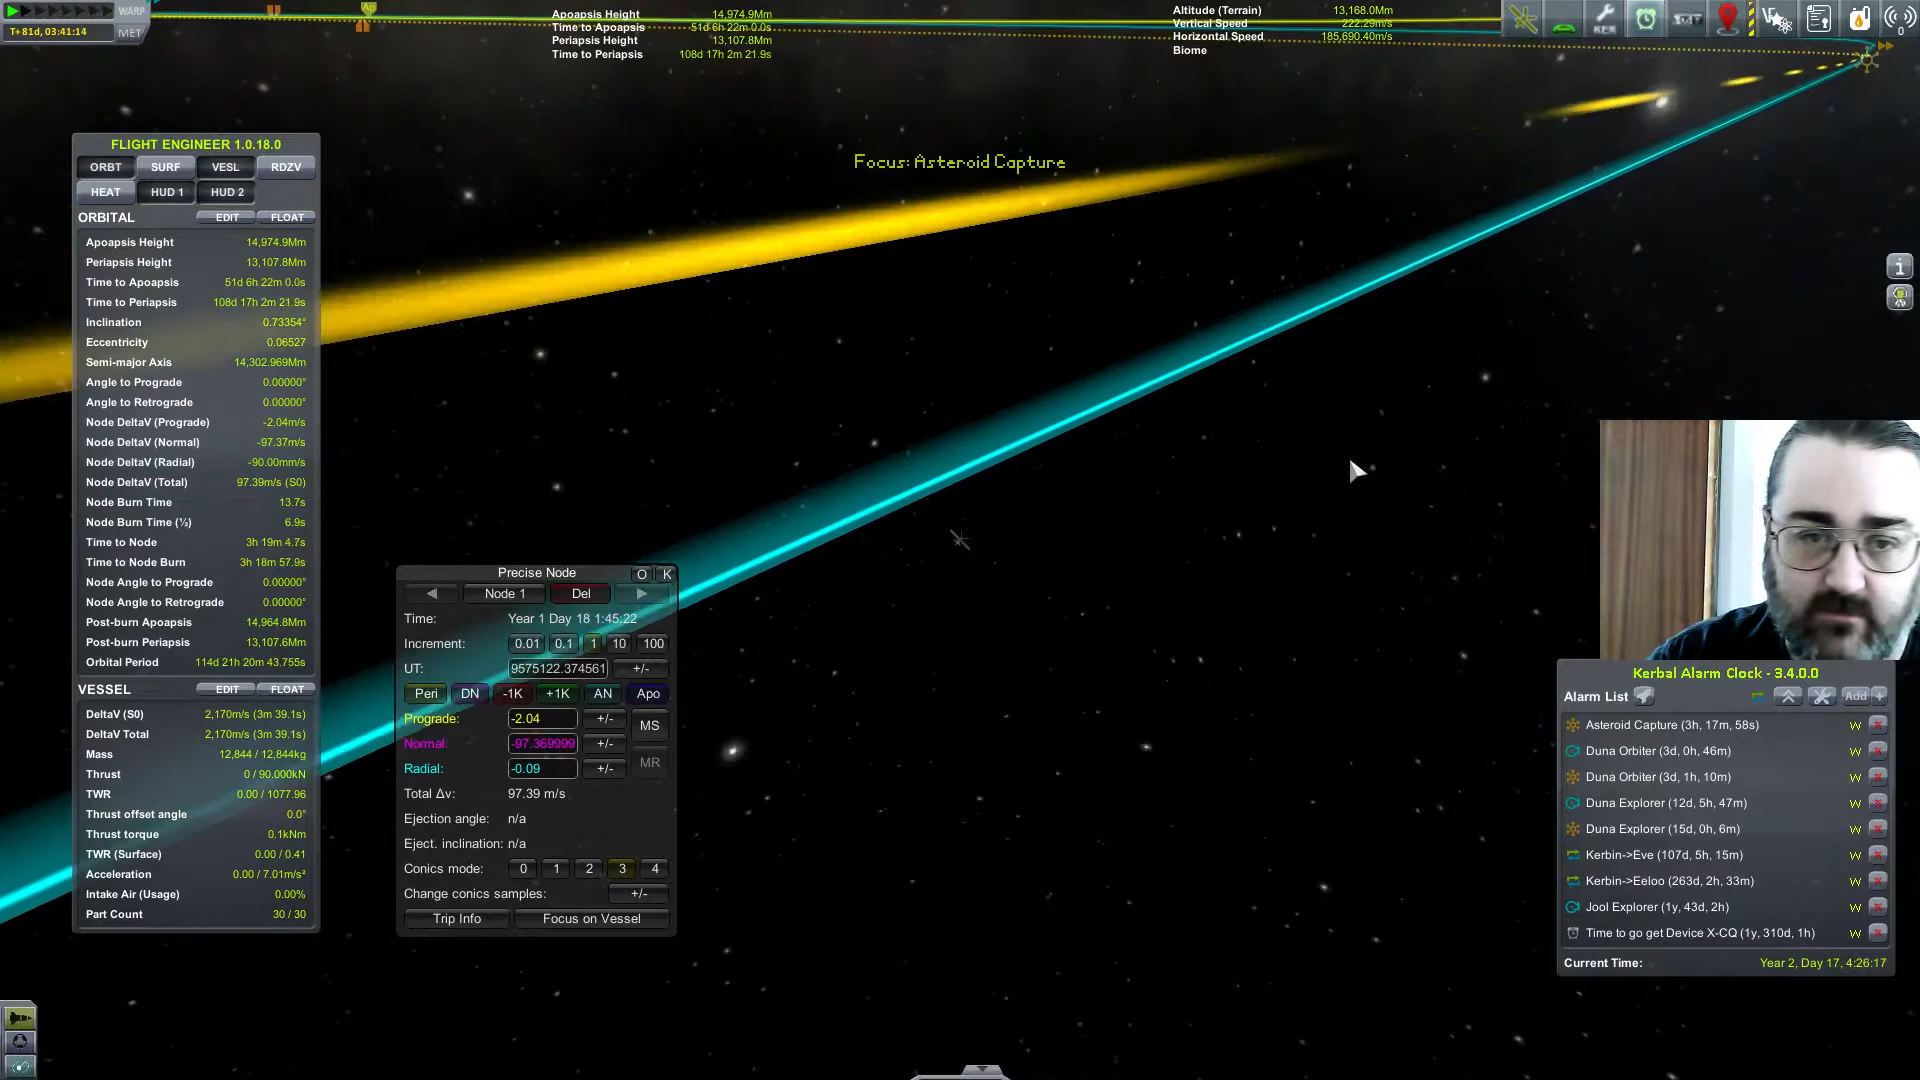 WARP
T+ 81d, 03:41:14
MET
Ap
Apoapsis Height 14,974.9Mm
Time to Apoapsis 51d 6h 22m 0.0s
Periapsis Height 13,107.8Mm
Time to Periapsis 108d 17h 2m 21.9s
Altitude (Terrain) 13,168.0Mm
Vertical Speed 222.29m/s
Horizontal Speed 185,690.40m/s
Biome
KER
0
Focus: Asteroid Capture
FLIGHT ENGINEER 1.0.18.0
ORBT SURF VESL RDZV
HEAT HUD 1 HUD 2
ORBITAL EDIT FLOAT
Apoapsis Height 14,974.9Mm
Periapsis Height 13,107.8Mm
Time to Apoapsis 51d 6h 22m 0.0s
Time to Periapsis 108d 17h 2m 21.9s
Inclination 0.73354°
Eccentricity 0.06527
Semi-major Axis 14,302.969Mm
Angle to Prograde 0.00000°
Angle to Retrograde 0.00000°
Node DeltaV (Prograde) -2.04m/s
Node DeltaV (Normal) -97.37m/s
Node DeltaV (Radial) -90.00mm/s
Node DeltaV (Total) 97.39m/s (S0)
Node Burn Time 13.7s
Node Burn Time (½) 6.9s
Time to Node 3h 19m 4.7s
Time to Node Burn 3h 18m 57.9s
Node Angle to Prograde 0.00000°
Node Angle to Retrograde 0.00000°
Post-burn Apoapsis 14,964.8Mm
Post-burn Periapsis 13,107.6Mm
Orbital Period 114d 21h 20m 43.755s
VESSEL EDIT FLOAT
DeltaV (S0) 2,170m/s (3m 39.1s)
DeltaV Total 2,170m/s (3m 39.1s)
Mass 12,844 / 12,844kg
Thrust 0 / 90.000kN
TWR 0.00 / 1077.96
Thrust offset angle 0.0°
Thrust torque 0.1kNm
TWR (Surface) 0.00 / 0.41
Acceleration 0.00 / 7.01m/s²
Intake Air (Usage) 0.00%
Part Count 30 / 30
Precise Node O K
Node 1 Del
Time: Year 1 Day 18 1:45:22
Increment: 0.01 0.1 1 10 100
UT: 9575122.374561 +/-
Peri DN -1K +1K AN Apo
Prograde: -2.04 +/- MS
Normal: -97.369999 +/-
Radial: -0.09 +/- MR
Total Δv: 97.39 m/s
Ejection angle: n/a
Eject. inclination: n/a
Conics mode: 0 1 2 3 4
Change conics samples: +/-
Trip Info Focus on Vessel
Kerbal Alarm Clock - 3.4.0.0
Alarm List Add +
Asteroid Capture (3h, 17m, 58s) W
Duna Orbiter (3d, 0h, 46m) W
Duna Orbiter (3d, 1h, 10m) W
Duna Explorer (12d, 5h, 47m) W
Duna Explorer (15d, 0h, 6m) W
Kerbin->Eve (107d, 5h, 15m) W
Kerbin->Eeloo (263d, 2h, 33m) W
Jool Explorer (1y, 43d, 2h) W
Time to go get Device X-CQ (1y, 310d, 1h) W
Current Time: Year 2, Day 17, 4:26:17